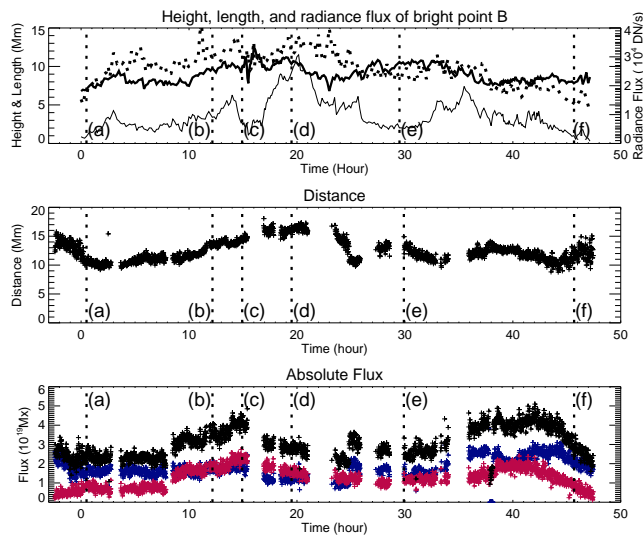 Height, length, and radiance flux of bright point B
Height & Length (Mm)
15
10
5
0
(a)
(b)
(c)
(d)
(e)
(f)
4
3
2
1
0
Radiance Flux ( 10⁴ DN/s)
0
10
20
30
40
50
Time (Hour)
Distance
Distance (Mm)
20
15
10
5
0
(a)
(b)
(c)
(d)
(e)
(f)
0
10
20
30
40
50
Time (hour)
Absolute Flux
Flux (10¹⁹Mx)
6
5
4
3
2
1
0
(a)
(b)
(c)
(d)
(e)
(f)
0
10
20
30
40
50
Time (hour)